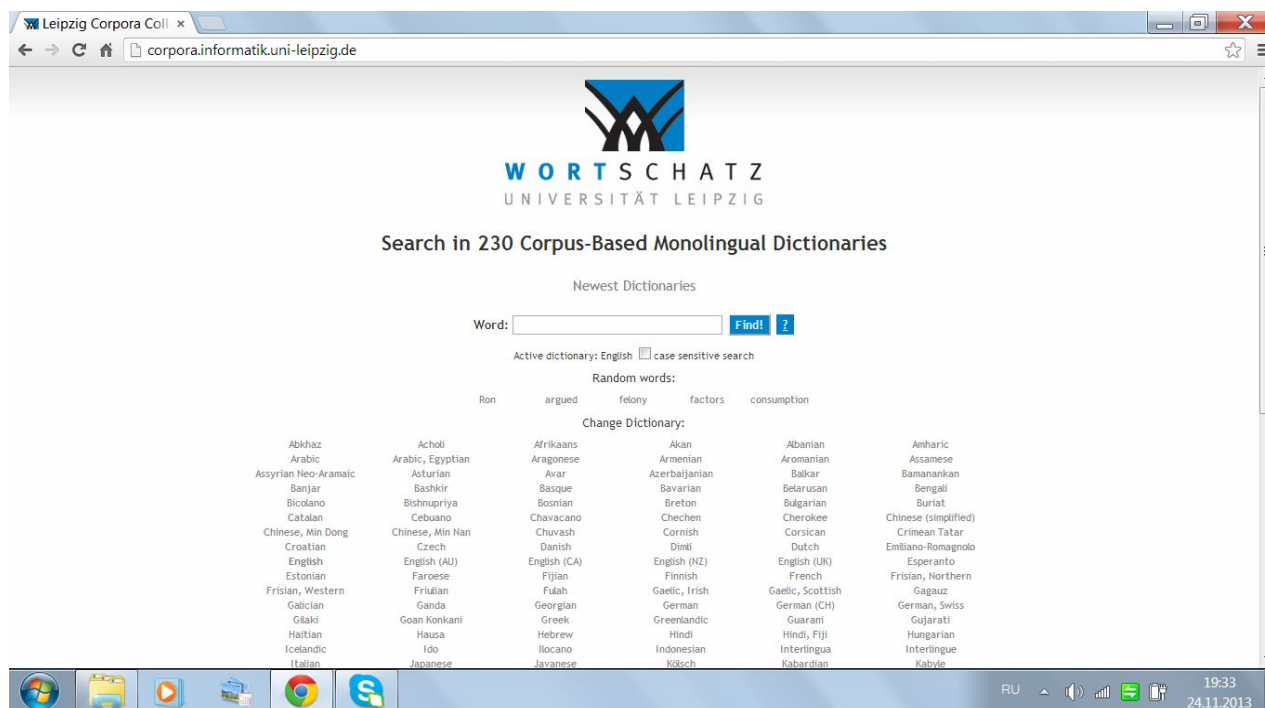 Leipzig Corpora Coll
corpora.informatik.uni-leipzig.de
WORTSCHATZ
UNIVERSITÄT LEIPZIG
Search in 230 Corpus-Based Monolingual Dictionaries
Newest Dictionaries
Word: Find! ?
Active dictionary: English case sensitive search
Random words:
Ron argued felony factors consumption
Change Dictionary:
Abkhaz Acholi Afrikaans Akan Albanian Amharic
Arabic Arabic, Egyptian Aragonese Armenian Aromanian Assamese
Assyrian Neo-Aramaic Asturian Avar Azerbaijanian Balkar Bamanankan
Banjar Bashkir Basque Bavarian Belarusan Bengali
Bicolano Bishnupriya Bosnian Breton Bulgarian Buriat
Catalan Cebuano Chavacano Chechen Cherokee Chinese (simplified)
Chinese, Min Dong Chinese, Min Nan Chuvash Cornish Corsican Crimean Tatar
Croatian Czech Danish Dimli Dutch Emiliano-Romagnolo
English English (AU) English (CA) English (NZ) English (UK) Esperanto
Estonian Faroese Fijian Finnish French Frisian, Northern
Frisian, Western Friulian Fulah Gaelic, Irish Gaelic, Scottish Gagauz
Galician Ganda Georgian German German (CH) German, Swiss
Gilaki Goan Konkani Greek Greenlandic Guarani Gujarati
Haitian Hausa Hebrew Hindi Hindi, Fiji Hungarian
Icelandic Ido Ilocano Indonesian Interlingua Interlingue
Italian Japanese Javanese Kölsch Kabardian Kabyle
RU 19:33
24.11.2013